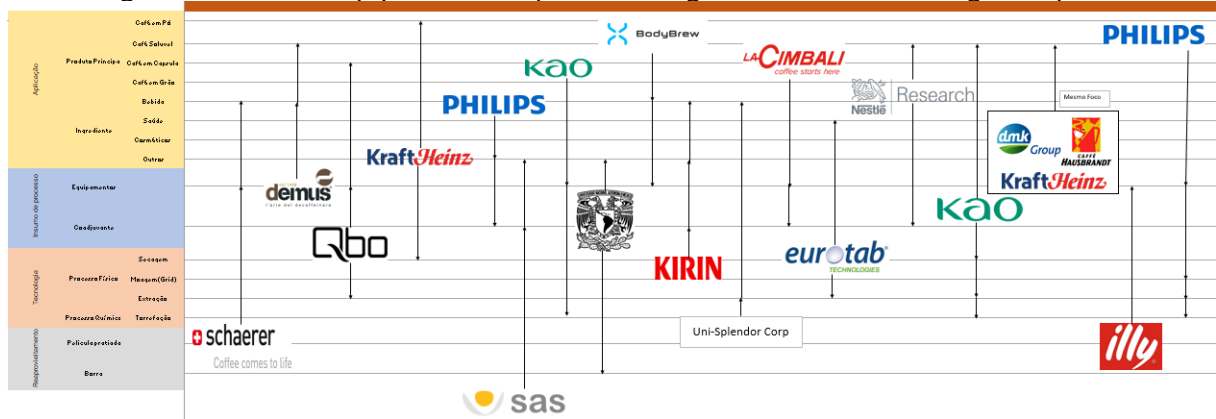 Café em Pó
Café Solúvel
Produto Principa
Café em Capsula
Café em Grão
Bebida
Saúde
Ingrediente
Cosméticos
Outros
Aplicação
Equipamentos
Coadjuvante
Insumo de processo
Secagem
Processo Físico
Moagem(Grid)
Extração
Processo Químico
Torrefação
Tecnologia
Película prateada
Borra
Reaproveitamento
BodyBrew
PHILIPS
LA CIMBALI
coffee starts here
Kao
PHILIPS
Nestlé Research
Mesmo Foco
dmk Group
CAFFÈ HAUSBRANDT
KraftHeinz
KraftHeinz
demus
l'arte del decaffeinare
Kao
Qbo
KIRIN
eurotab
TECHNOLOGIES
schaerer
Coffee comes to life
Uni-Splendor Corp
illy
sas